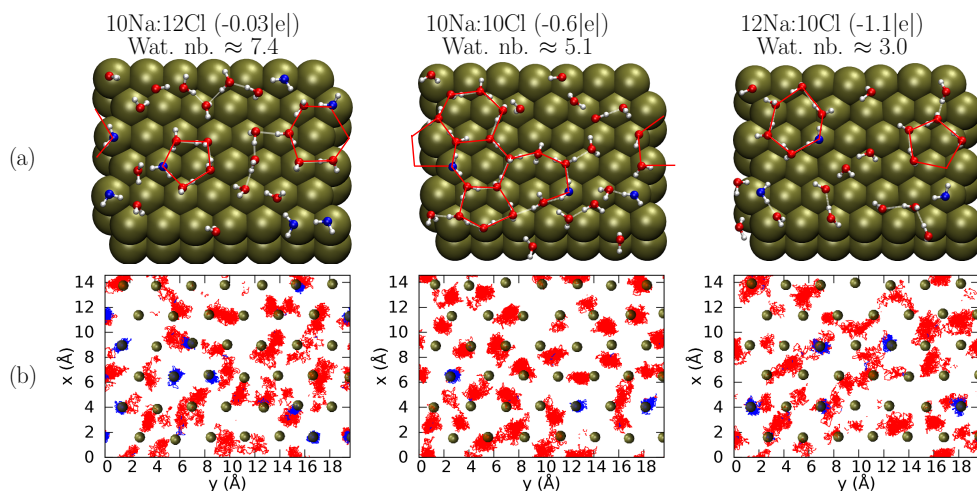 10Na:12Cl (-0.03|e|) 10Na:10Cl (-0.6|e|) 12Na:10Cl (-1.1|e|)
Wat. nb. ≈ 7.4 Wat. nb. ≈ 5.1 Wat. nb. ≈ 3.0
(a)
(b)
x (Å) x (Å) x (Å)
14 14 14
12 12 12
10 10 10
8 8 8
6 6 6
4 4 4
2 2 2
0 0 0
0 2 4 6 8 10 12 14 16 18 0 2 4 6 8 10 12 14 16 18 0 2 4 6 8 10 12 14 16 18
y (Å) y (Å) y (Å)